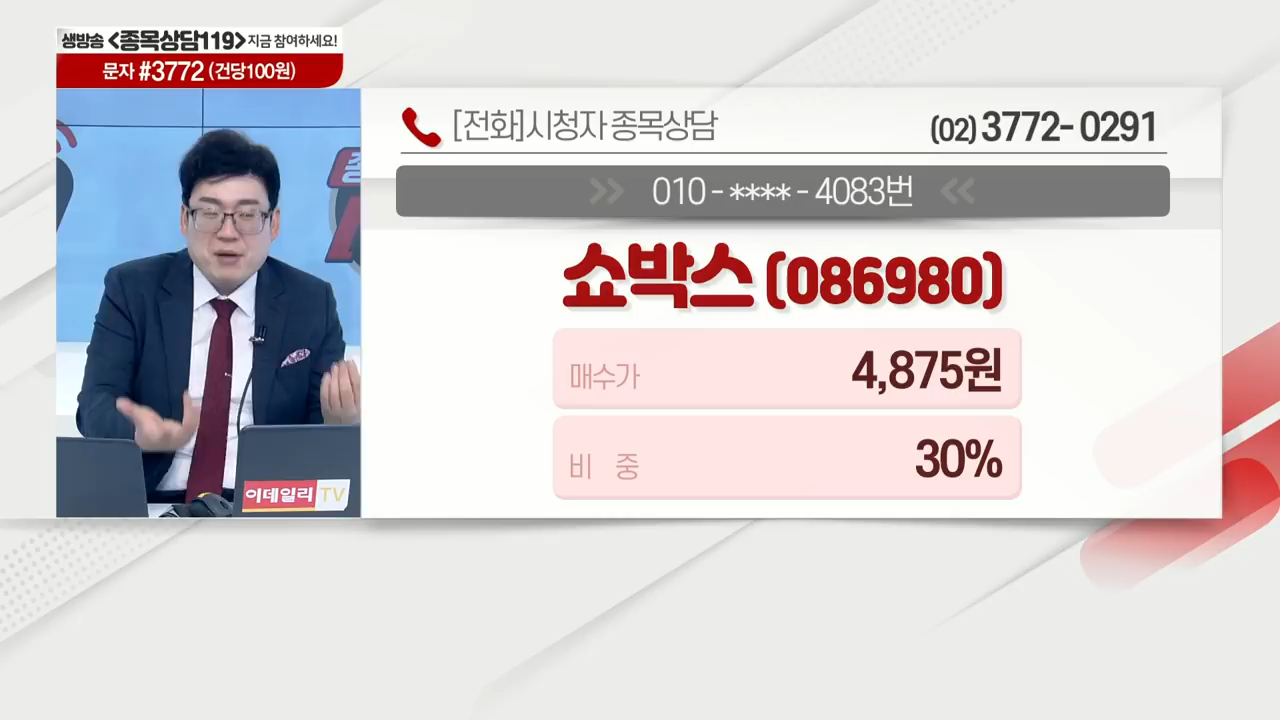 생방송 <종목상담119> 지금 참여하세요!
문자 #3772 (건당100원)
[전화]시청자 종목상담
(02) 3772-0291
010 - **** - 4083번
쇼박스 (086980)
매수가 4,875원
비 중 30%
종
이데일리TV